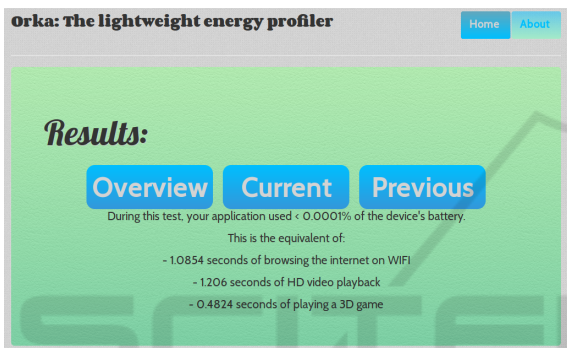 Orka: The lightweight energy profiler
Home
About
Results:
Overview
Current
Previous
During this test, your application used < 0.0001% of the device's battery.
This is the equivalent of:
- 1.0854 seconds of browsing the internet on WIFI
- 1.206 seconds of HD video playback
- 0.4824 seconds of playing a 3D game